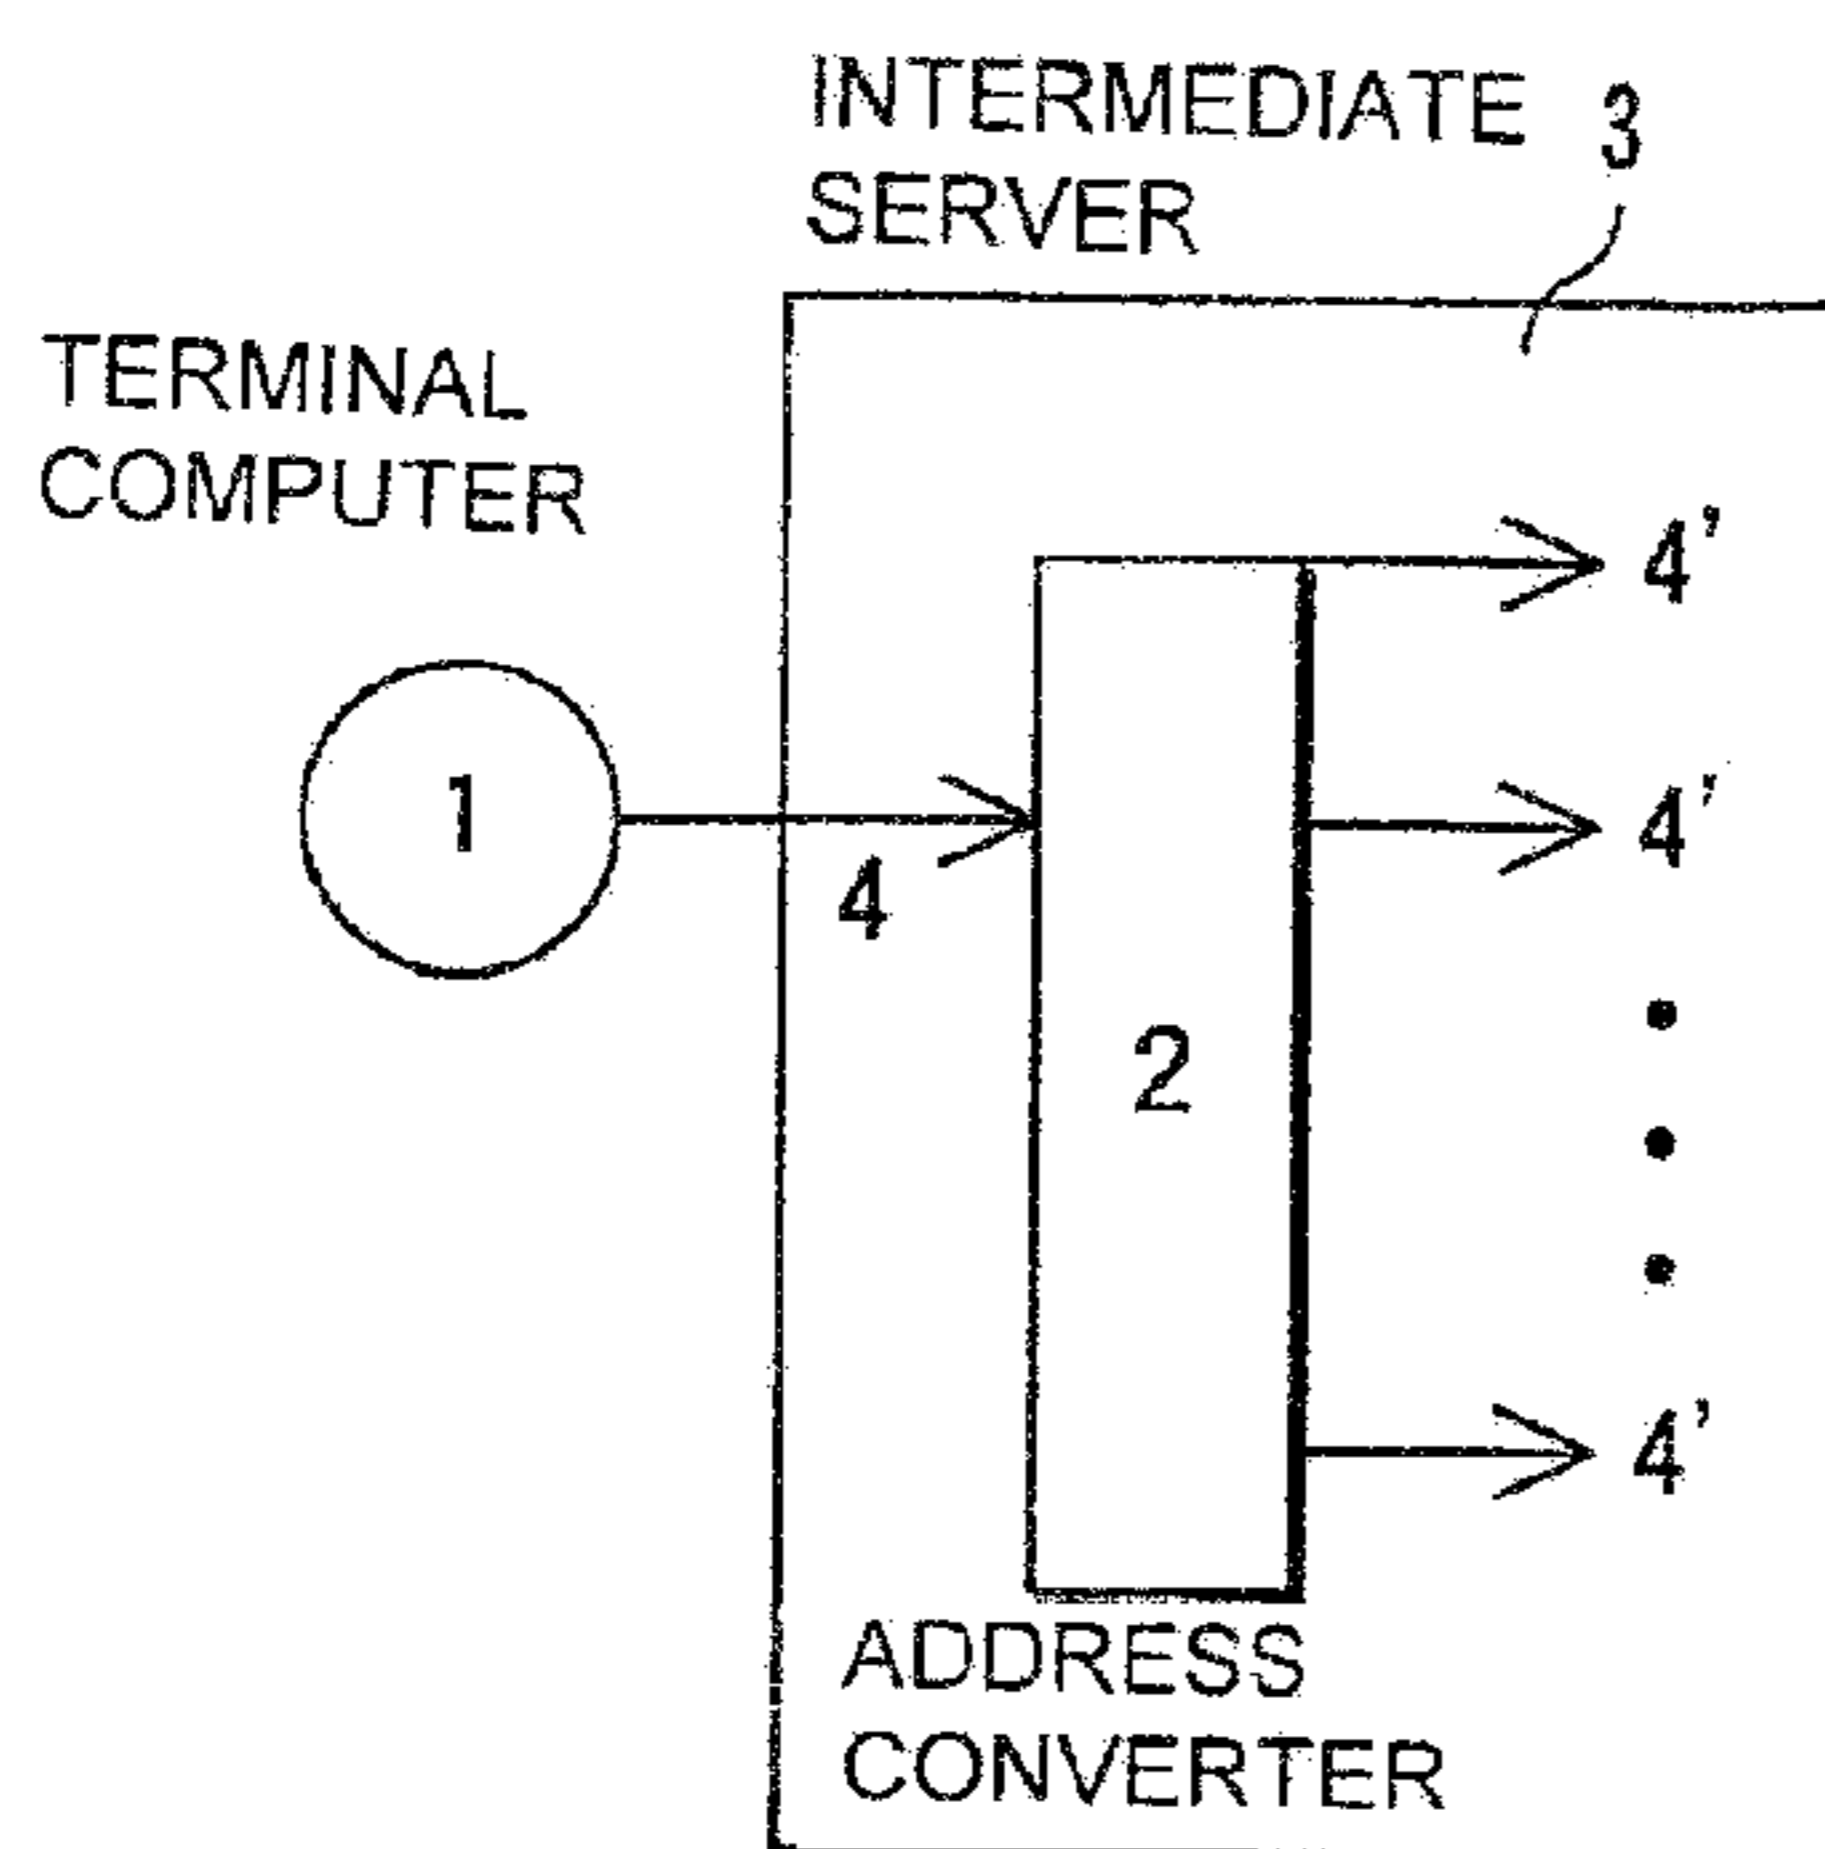 INTERMEDIATE 3
SERVER
TERMINAL
COMPUTER
4'
1
4'
4
2
4'
ADDRESS
CONVERTER